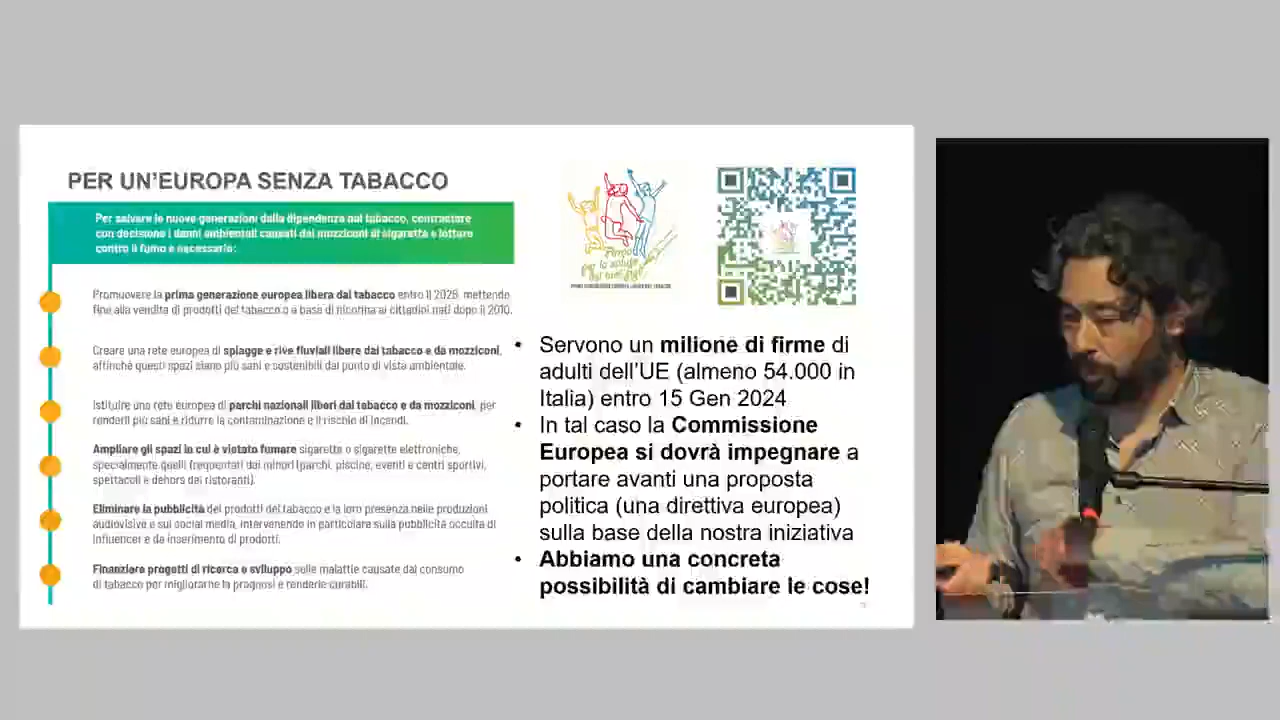 PER UN'EUROPA SENZA TABACCO
Per salvare le nuove generazioni dalla dipendenza dal tabacco, contrastare
con decisione i danni ambientali causati dai mozziconi di sigaretta e lottare
contro il fumo è necessario:
Promuovere la prima generazione europea libera dal tabacco entro il 2028, mettendo
fine alla vendita di prodotti del tabacco o a base di nicotina ai cittadini nati dopo il 2010.
Creare una rete europea di spiagge e rive fluviali libere dal tabacco e da mozziconi,
affinché questi spazi siano più sani e sostenibili dal punto di vista ambientale.
Istituire una rete europea di parchi nazionali liberi dal tabacco e da mozziconi, per
renderli più sani e ridurre la contaminazione e il rischio di incendi.
Ampliare gli spazi in cui è vietato fumare sigarette o sigarette elettroniche,
specialmente quelli frequentati dai minori (parchi, piscine, eventi e centri sportivi,
spettacoli e dehors dei ristoranti).
Eliminare la pubblicità dei prodotti del tabacco e la loro presenza nelle produzioni
audiovisive e sui social media, intervenendo in particolare sulla pubblicità occulta di
influencer e da inserimento di prodotti.
Finanziare progetti di ricerca e sviluppo sulle malattie causate dal consumo
di tabacco per migliorarne la prognosi e renderle curabili.
• Servono un milione di firme di
adulti dell'UE (almeno 54.000 in
Italia) entro 15 Gen 2024
• In tal caso la Commissione
Europea si dovrà impegnare a
portare avanti una proposta
politica (una direttiva europea)
sulla base della nostra iniziativa
• Abbiamo una concreta
possibilità di cambiare le cose!